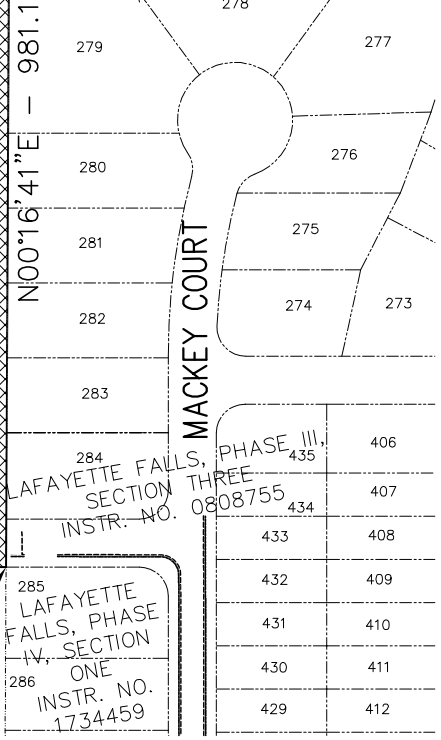 278
279
277
N00°16'41"E – 981.1
280
276
281
275
MACKEY COURT
282
274
273
283
284
435
406
LAFAYETTE FALLS, PHASE III,
SECTION THREE
INSTR. NO. 0808755
407
434
433
408
432
409
285
LAFAYETTE
FALLS, PHASE
IV, SECTION
ONE
INSTR. NO.
1734459
431
410
430
411
286
429
412